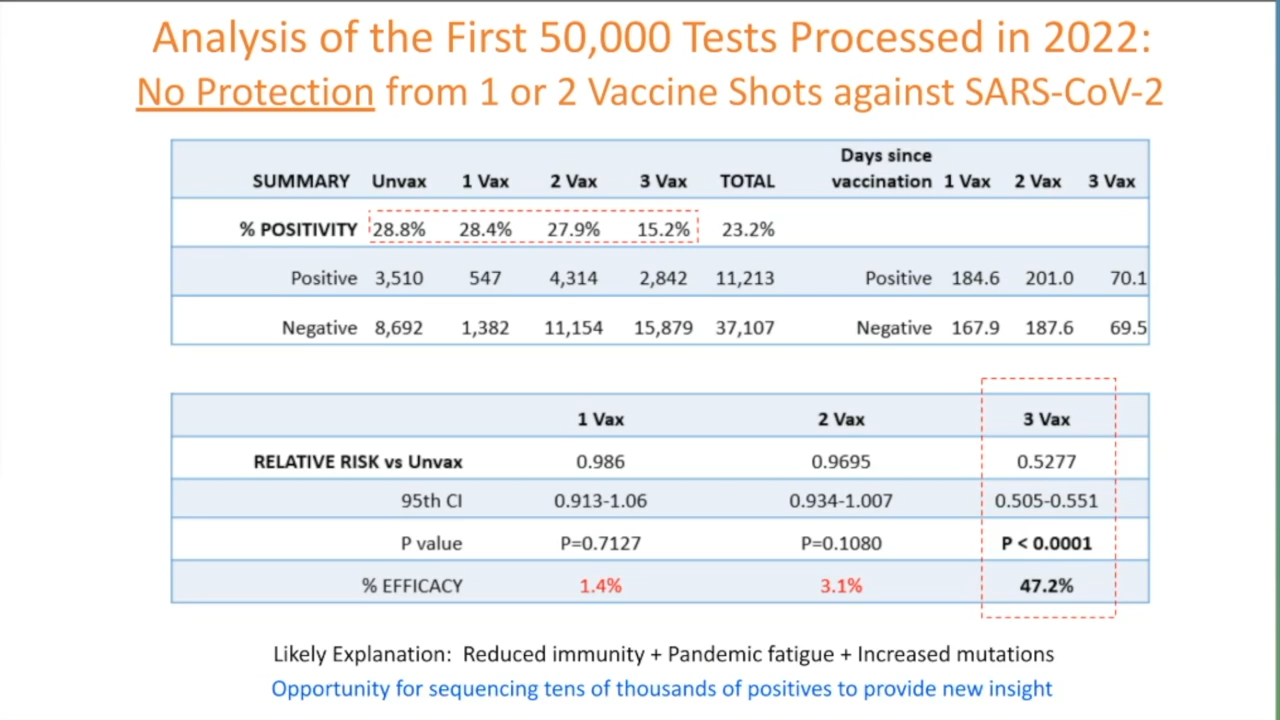 Analysis of the First 50,000 Tests Processed in 2022:
No Protection from 1 or 2 Vaccine Shots against SARS-CoV-2
SUMMARY Unvax 1 Vax 2 Vax 3 Vax TOTAL Days since vaccination 1 Vax 2 Vax 3 Vax
% POSITIVITY 28.8% 28.4% 27.9% 15.2% 23.2%
Positive 3,510 547 4,314 2,842 11,213 Positive 184.6 201.0 70.1
Negative 8,692 1,382 11,154 15,879 37,107 Negative 167.9 187.6 69.5
1 Vax 2 Vax 3 Vax
RELATIVE RISK vs Unvax 0.986 0.9695 0.5277
95th CI 0.913-1.06 0.934-1.007 0.505-0.551
P value P=0.7127 P=0.1080 P < 0.0001
% EFFICACY 1.4% 3.1% 47.2%
Likely Explanation: Reduced immunity + Pandemic fatigue + Increased mutations
Opportunity for sequencing tens of thousands of positives to provide new insight